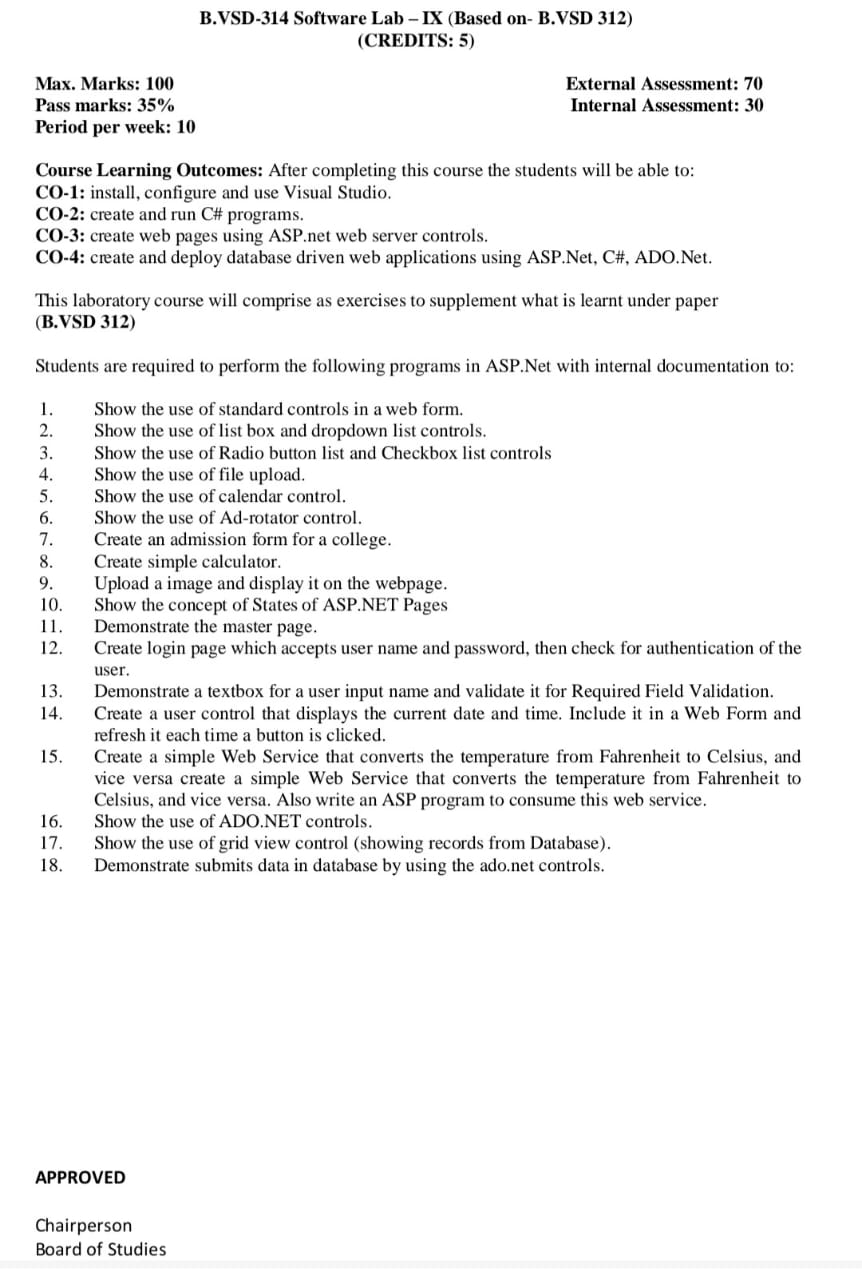 B.VSD-314 Software Lab – IX (Based on- B.VSD 312)
(CREDITS: 5)
Max. Marks: 100 External Assessment: 70
Pass marks: 35% Internal Assessment: 30
Period per week: 10
Course Learning Outcomes: After completing this course the students will be able to:
CO-1: install, configure and use Visual Studio.
CO-2: create and run C# programs.
CO-3: create web pages using ASP.net web server controls.
CO-4: create and deploy database driven web applications using ASP.Net, C#, ADO.Net.
This laboratory course will comprise as exercises to supplement what is learnt under paper
(B.VSD 312)
Students are required to perform the following programs in ASP.Net with internal documentation to:
1. Show the use of standard controls in a web form.
2. Show the use of list box and dropdown list controls.
3. Show the use of Radio button list and Checkbox list controls
4. Show the use of file upload.
5. Show the use of calendar control.
6. Show the use of Ad-rotator control.
7. Create an admission form for a college.
8. Create simple calculator.
9. Upload a image and display it on the webpage.
10. Show the concept of States of ASP.NET Pages
11. Demonstrate the master page.
12. Create login page which accepts user name and password, then check for authentication of the
user.
13. Demonstrate a textbox for a user input name and validate it for Required Field Validation.
14. Create a user control that displays the current date and time. Include it in a Web Form and
refresh it each time a button is clicked.
15. Create a simple Web Service that converts the temperature from Fahrenheit to Celsius, and
vice versa create a simple Web Service that converts the temperature from Fahrenheit to
Celsius, and vice versa. Also write an ASP program to consume this web service.
16. Show the use of ADO.NET controls.
17. Show the use of grid view control (showing records from Database).
18. Demonstrate submits data in database by using the ado.net controls.
APPROVED
Chairperson
Board of Studies